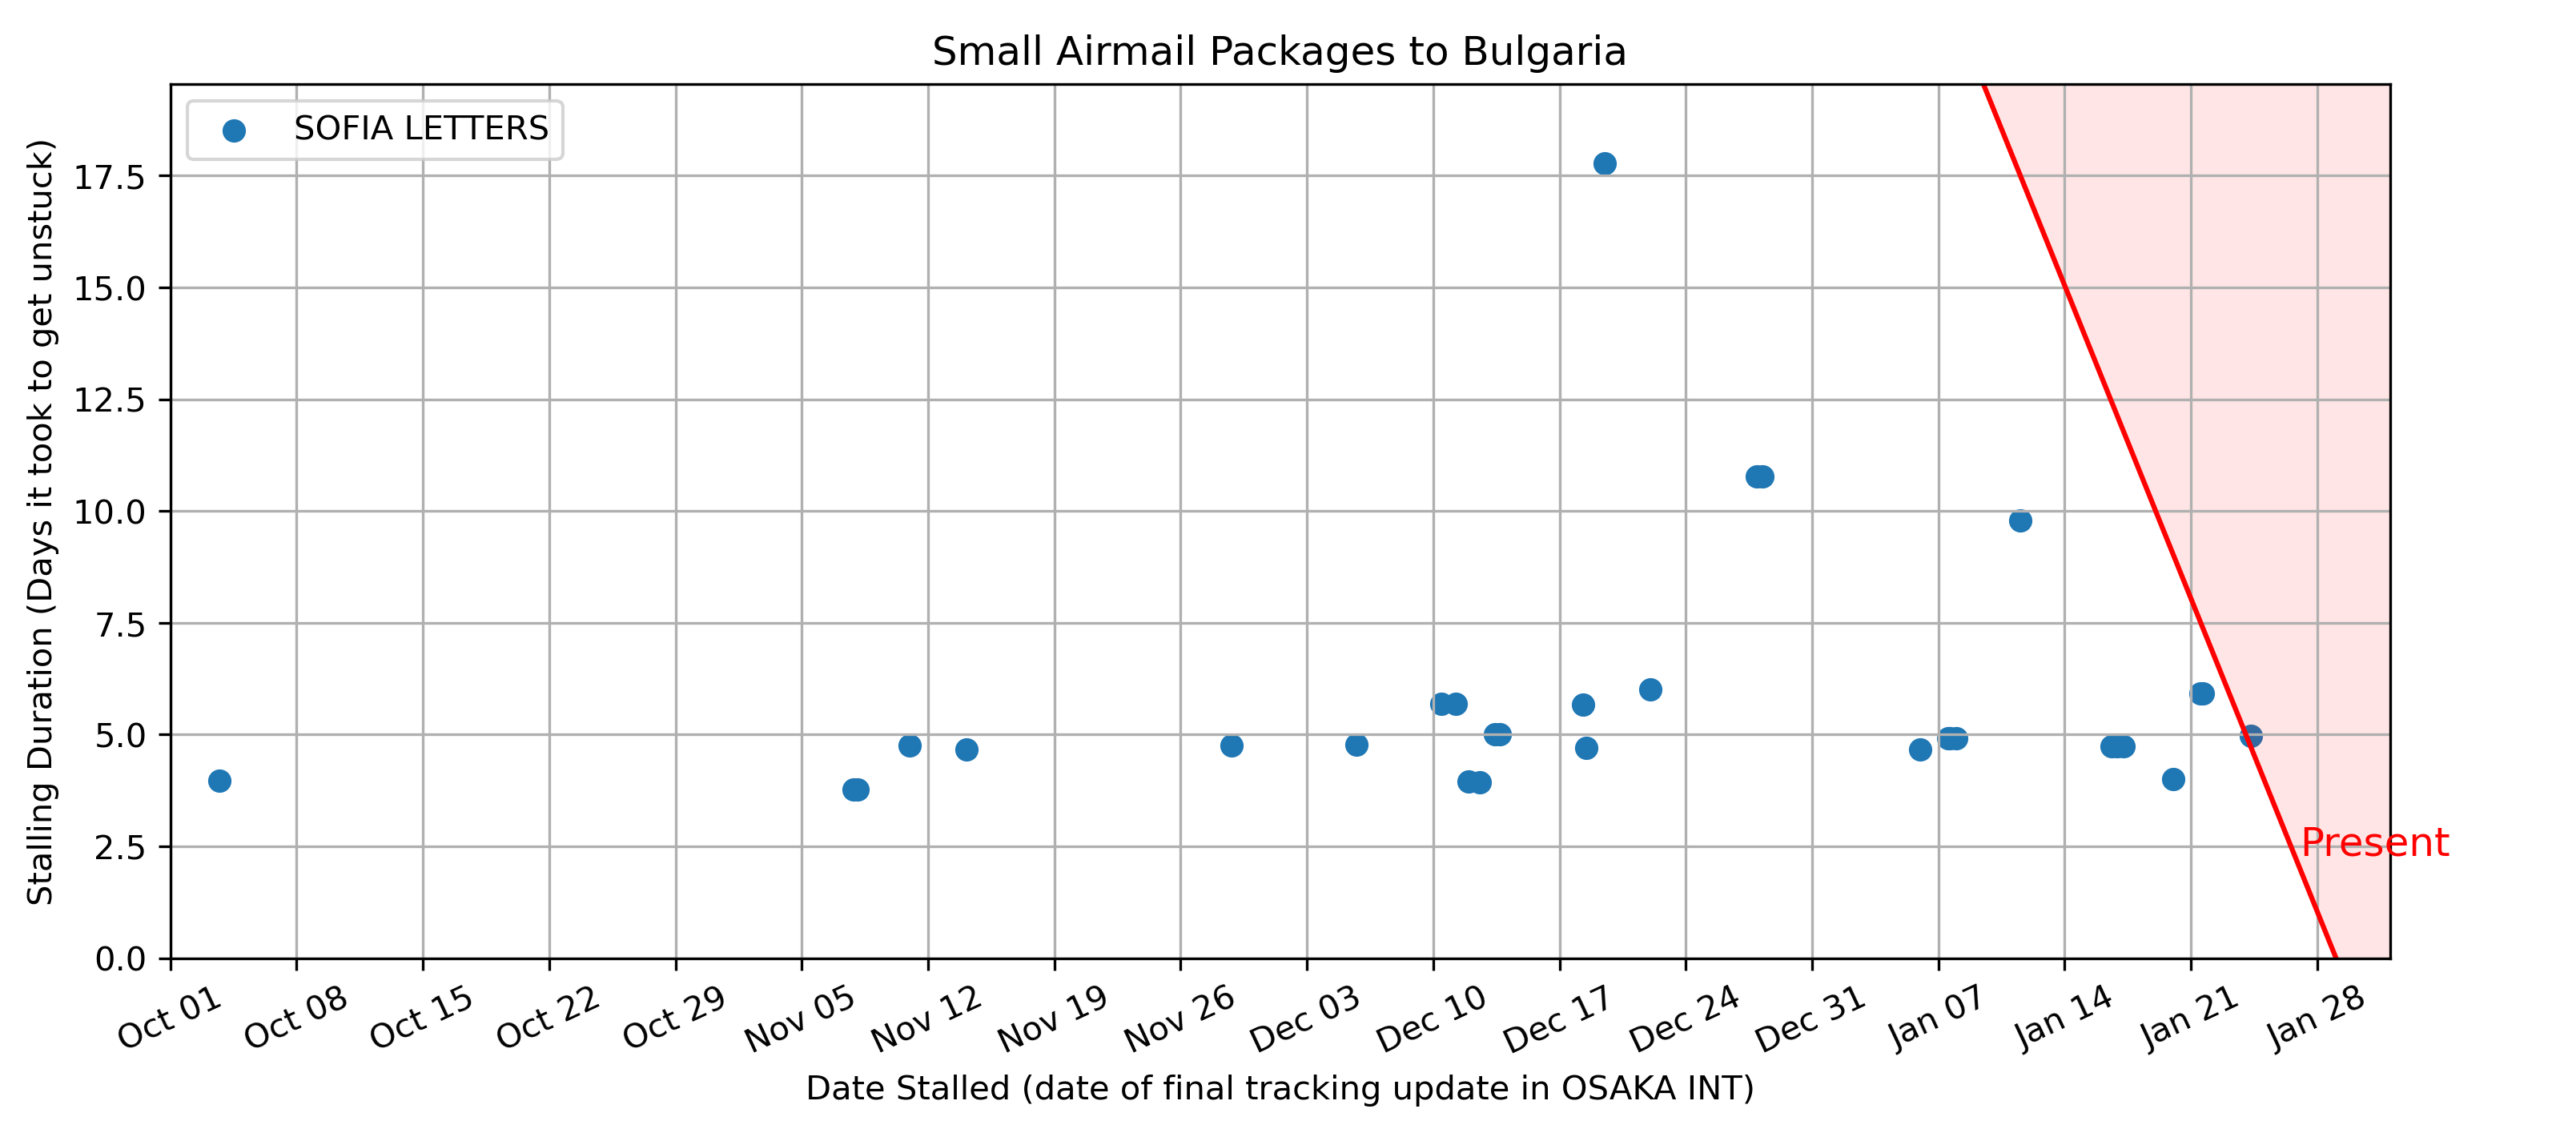 Small Airmail Packages to Bulgaria
SOFIA LETTERS
Stalling Duration (Days it took to get unstuck)
17.5
15.0
12.5
10.0
7.5
5.0
2.5
0.0
Present
Oct 01 Oct 08 Oct 15 Oct 22 Oct 29 Nov 05 Nov 12 Nov 19 Nov 26 Dec 03 Dec 10 Dec 17 Dec 24 Dec 31 Jan 07 Jan 14 Jan 21 Jan 28
Date Stalled (date of final tracking update in OSAKA INT)